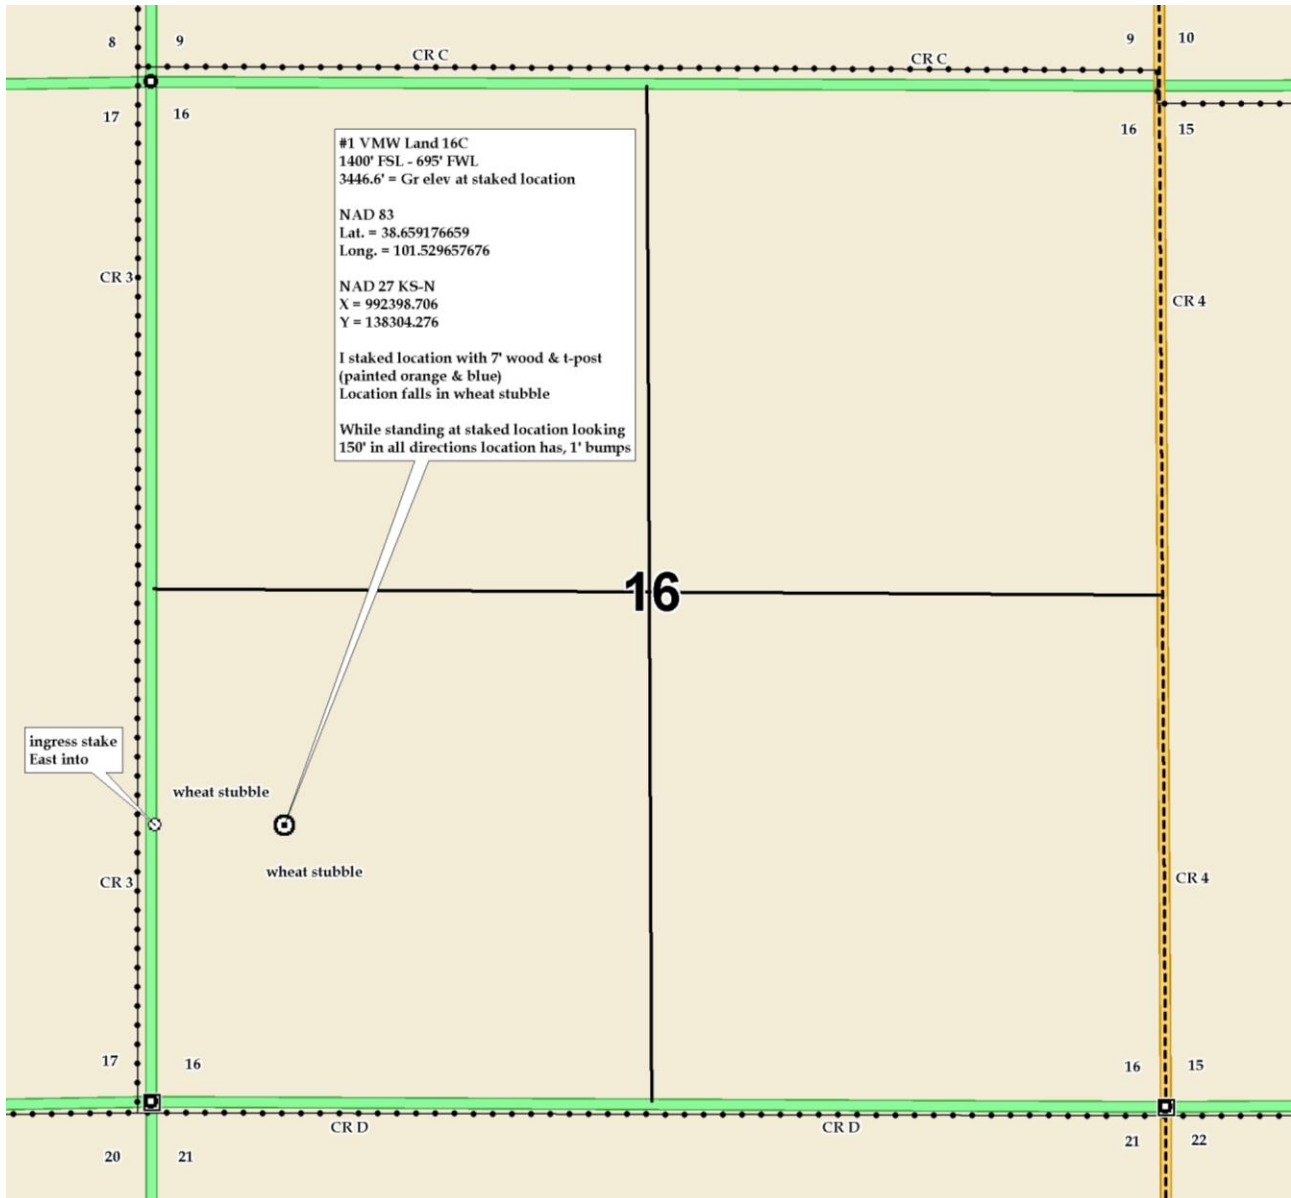 8
9
CR C
CR C
9
10
17
16
16
15
#1 VMW Land 16C
1400' FSL - 695' FWL
3446.6' = Gr elev at staked location
NAD 83
Lat. = 38.659176659
Long. = 101.529657676
NAD 27 KS-N
X = 992398.706
Y = 138304.276
I staked location with 7' wood & t-post
(painted orange & blue)
Location falls in wheat stubble
While standing at staked location looking
150' in all directions location has, 1' bumps
CR 3
CR 4
16
ingress stake
East into
wheat stubble
wheat stubble
CR 3
CR 4
17
16
16
15
CR D
CR D
20
21
21
22